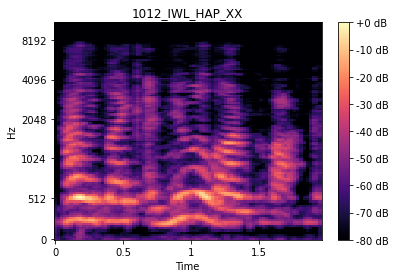 1012_IWL_HAP_XX
8192
4096
2048
1024
512
0
Hz
0
0.5
1
1.5
Time
+0 dB
-10 dB
-20 dB
-30 dB
-40 dB
-50 dB
-60 dB
-70 dB
-80 dB